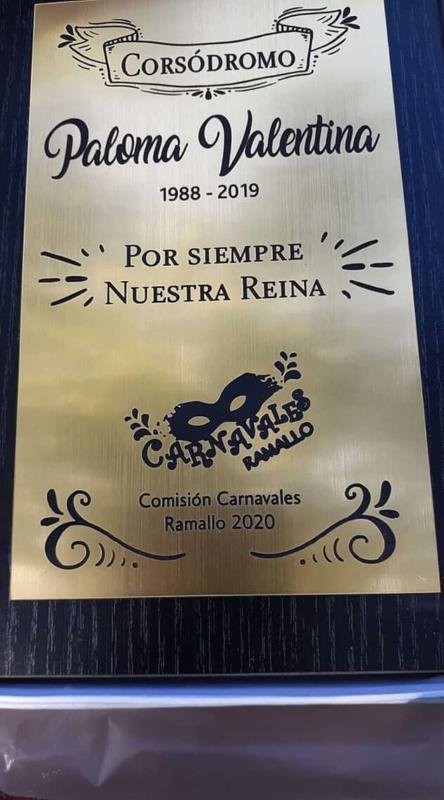 CORSÓDROMO
Paloma Valentina
1988 - 2019
POR SIEMPRE
NUESTRA REINA
CARNAVALES
RAMALLO
Comisión Carnavales
Ramallo 2020